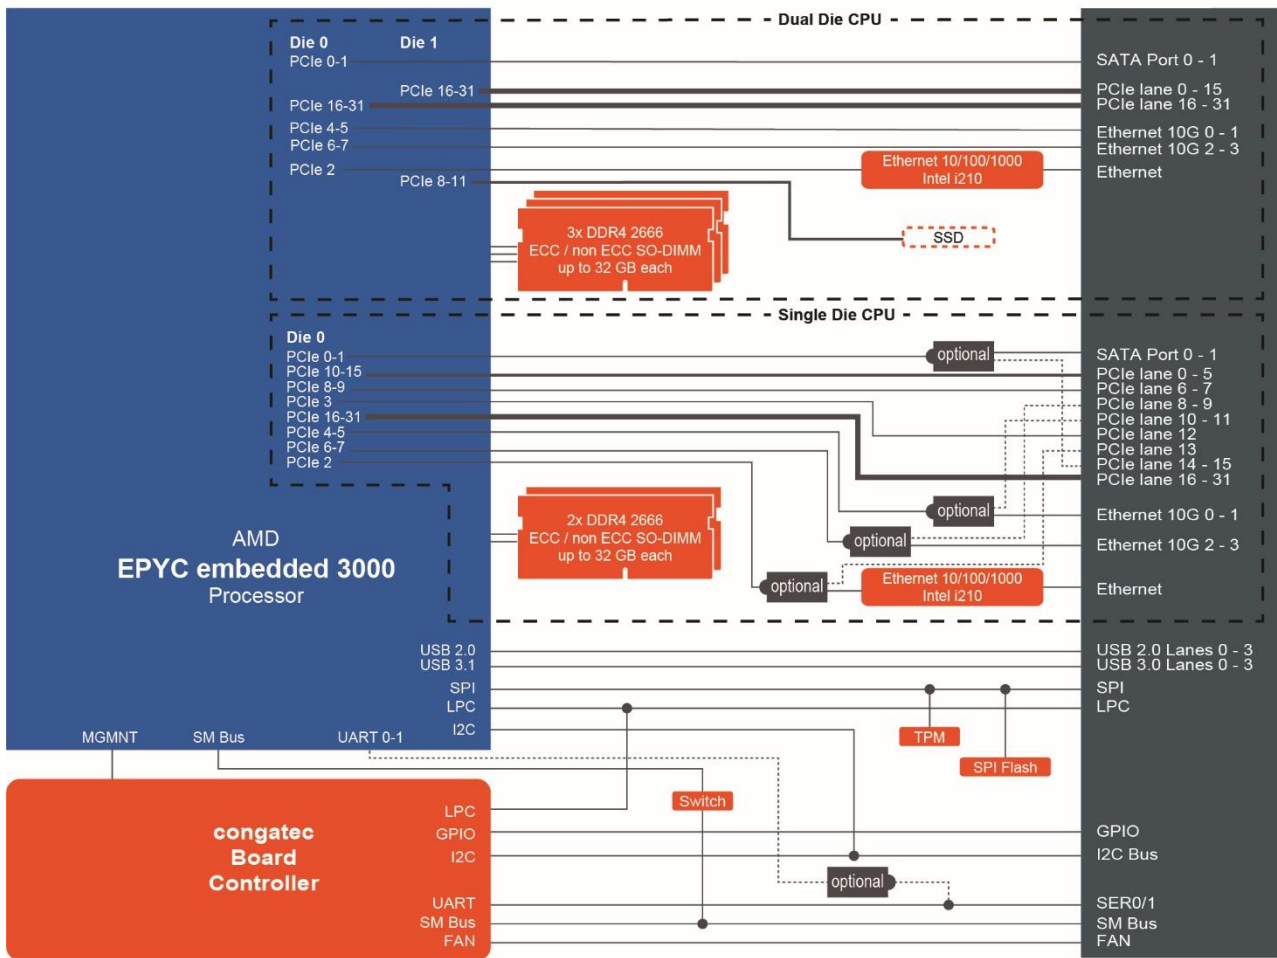 Dual Die CPU
Die 0 Die 1
PCIe 0-1 SATA Port 0 - 1
PCIe 16-31 PCIe lane 0 - 15
PCIe 16-31 PCIe lane 16 - 31
PCIe 4-5 Ethernet 10G 0 - 1
PCIe 6-7 Ethernet 10G 2 - 3
PCIe 2 Ethernet 10/100/1000 Ethernet
Intel i210
PCIe 8-11
3x DDR4 2666 SSD
ECC / non ECC SO-DIMM
up to 32 GB each
Single Die CPU
Die 0
PCIe 0-1 optional SATA Port 0 - 1
PCIe 10-15 PCIe lane 0 - 5
PCIe 8-9 PCIe lane 6 - 7
PCIe 3 PCIe lane 8 - 9
PCIe 16-31 PCIe lane 10 - 11
PCIe 4-5 PCIe lane 12
PCIe 6-7 PCIe lane 13
PCIe 2 PCIe lane 14 - 15
PCIe lane 16 - 31
optional Ethernet 10G 0 - 1
2x DDR4 2666
ECC / non ECC SO-DIMM
up to 32 GB each
optional Ethernet 10G 2 - 3
optional Ethernet 10/100/1000 Ethernet
Intel i210
AMD
EPYC embedded 3000
Processor
USB 2.0 USB 2.0 Lanes 0 - 3
USB 3.1 USB 3.0 Lanes 0 - 3
SPI SPI
LPC LPC
I2C
MGMNT SM Bus UART 0-1 TPM
SPI Flash
Switch
LPC
congatec
Board
Controller
GPIO GPIO
I2C I2C Bus
optional
UART SER0/1
SM Bus SM Bus
FAN FAN